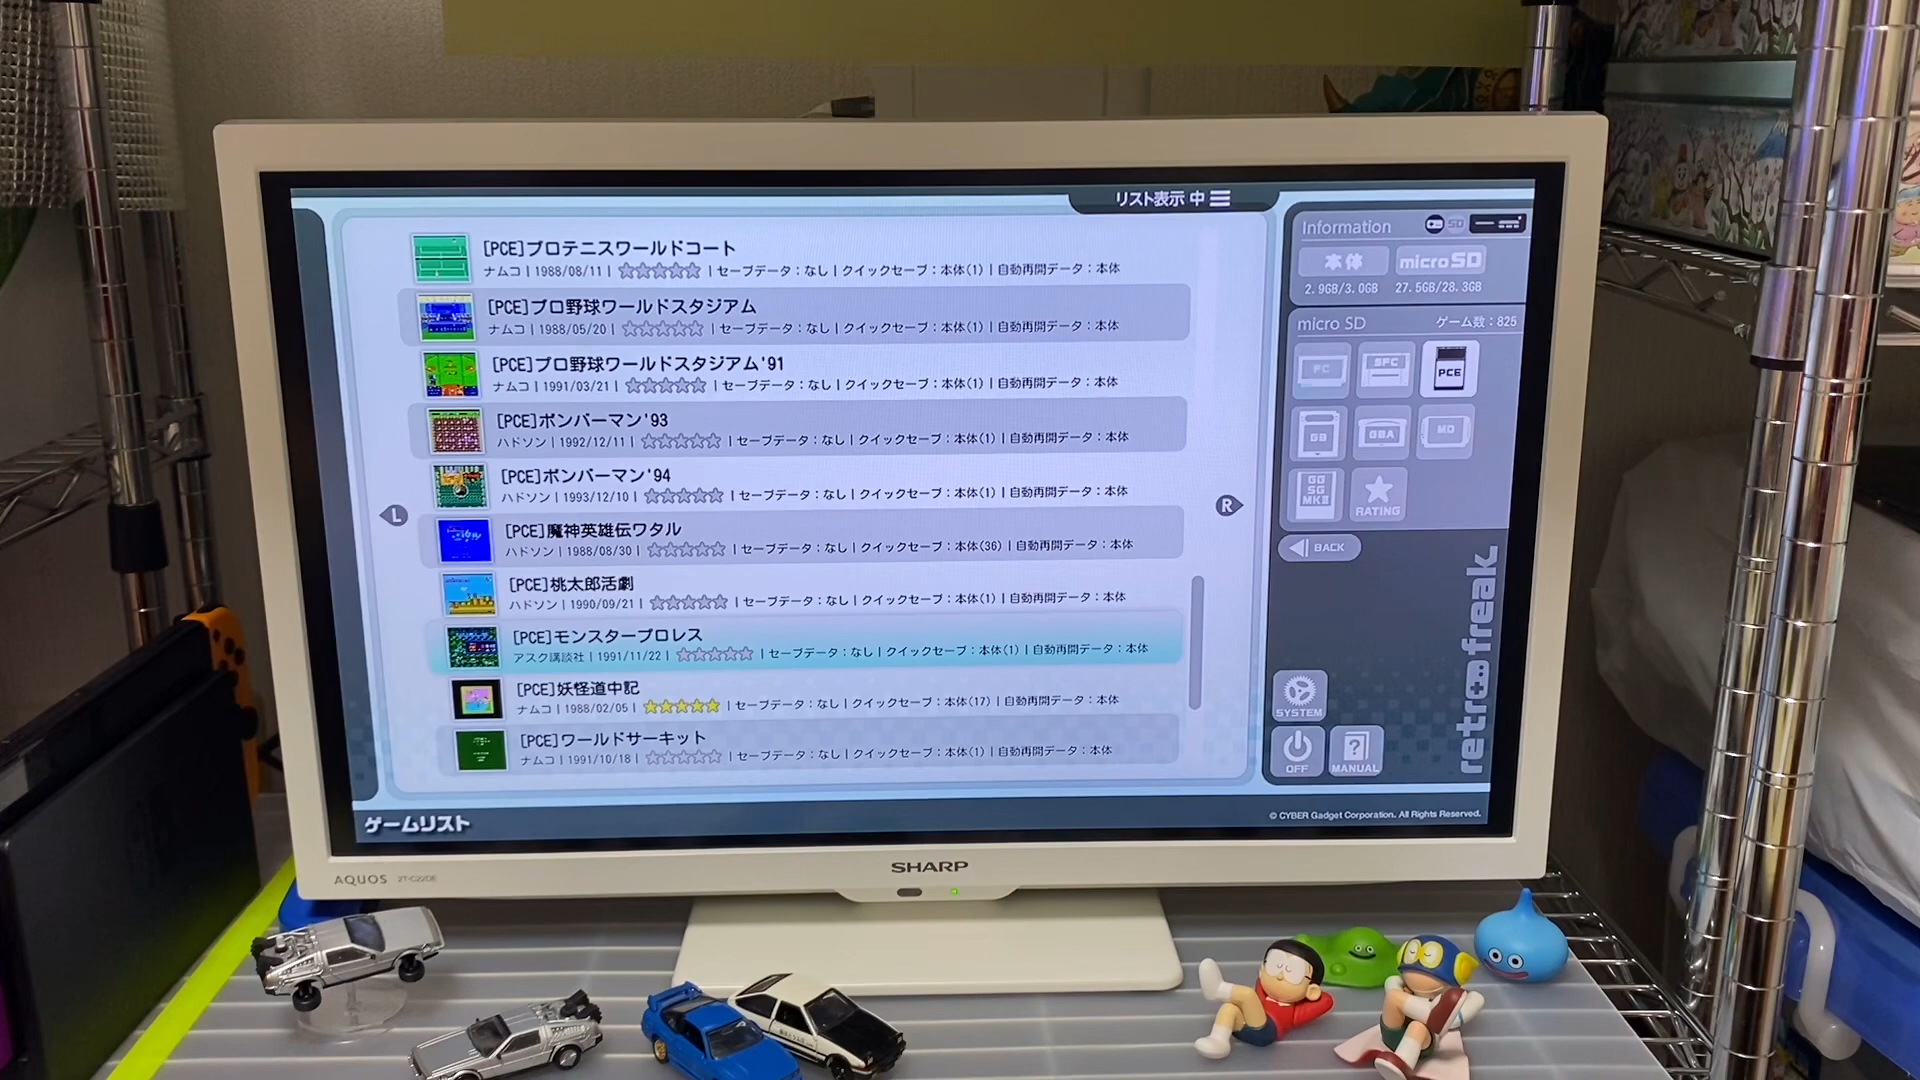 リスト表示 中
[PCE]プロテニスワールドコート
ナムコ | 1988/08/11 | ☆☆☆☆☆ | セーブデータ：なし | クイックセーブ：本体(1) | 自動再開データ：本体
[PCE]プロ野球ワールドスタジアム
ナムコ | 1988/05/20 | ☆☆☆☆☆ | セーブデータ：なし | クイックセーブ：本体(1) | 自動再開データ：本体
[PCE]プロ野球ワールドスタジアム'91
ナムコ | 1991/03/21 | ☆☆☆☆☆ | セーブデータ：なし | クイックセーブ：本体(1) | 自動再開データ：本体
[PCE]ボンバーマン'93
ハドソン | 1992/12/11 | ☆☆☆☆☆ | セーブデータ：なし | クイックセーブ：本体(1) | 自動再開データ：本体
[PCE]ボンバーマン'94
ハドソン | 1993/12/10 | ☆☆☆☆☆ | セーブデータ：なし | クイックセーブ：本体(1) | 自動再開データ：本体
[PCE]魔神英雄伝ワタル
ハドソン | 1988/08/30 | ☆☆☆☆☆ | セーブデータ：なし | クイックセーブ：本体(36) | 自動再開データ：本体
[PCE]桃太郎活劇
ハドソン | 1990/09/21 | ☆☆☆☆☆ | セーブデータ：なし | クイックセーブ：本体(1) | 自動再開データ：本体
[PCE]モンスタープロレス
アスク講談社 | 1991/11/22 | ☆☆☆☆☆ | セーブデータ：なし | クイックセーブ：本体(1) | 自動再開データ：本体
[PCE]妖怪道中記
ナムコ | 1988/02/05 | ★★★★★ | セーブデータ：なし | クイックセーブ：本体(17) | 自動再開データ：本体
[PCE]ワールドサーキット
ナムコ | 1991/10/18 | ☆☆☆☆☆ | セーブデータ：なし | クイックセーブ：本体(1) | 自動再開データ：本体
L
R
Information
SD
本体 microSD
2.9GB/3.0GB 27.5GB/28.3GB
micro SD ゲーム数：825
FC SFC PCE
GB GBA MD
GG
SG
MKⅢ
RATING
BACK
retrofreak
SYSTEM
OFF MANUAL
ゲームリスト
© CYBER Gadget Corporation. All Rights Reserved.
SHARP
AQUOS 2T-C22DE